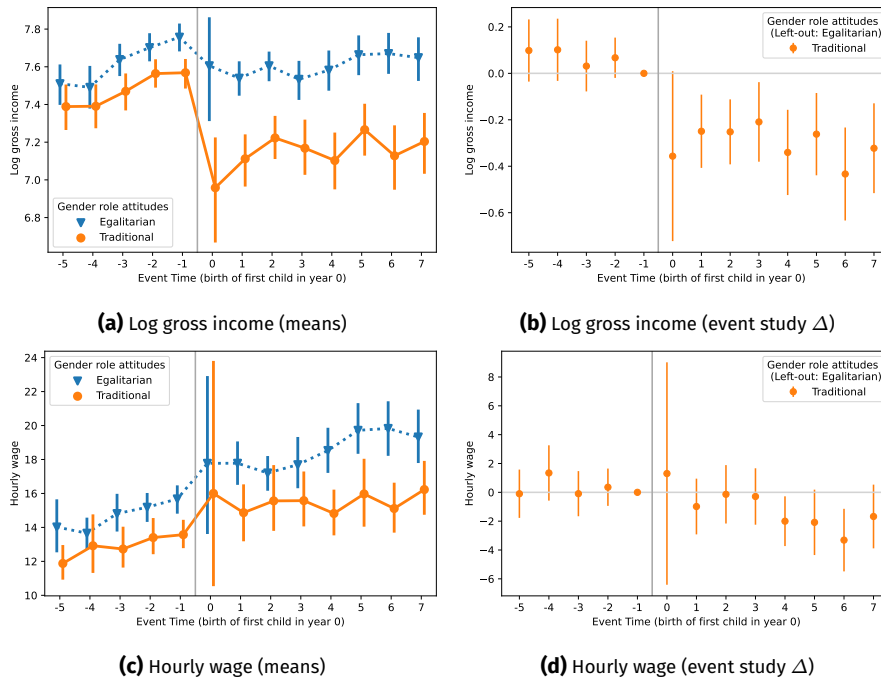 7.8
7.6
7.4
7.2
7.0
6.8
Log gross income
Gender role attitudes
Egalitarian
Traditional
-5 -4 -3 -2 -1 0 1 2 3 4 5 6 7
Event Time (birth of first child in year 0)
(a) Log gross income (means)
0.2
0.0
−0.2
−0.4
−0.6
Log gross income
Gender role attitudes
(Left-out: Egalitarian)
Traditional
-5 -4 -3 -2 -1 0 1 2 3 4 5 6 7
Event Time (birth of first child in year 0)
(b) Log gross income (event study Δ)
24
22
20
18
16
14
12
10
Hourly wage
Gender role attitudes
Egalitarian
Traditional
-5 -4 -3 -2 -1 0 1 2 3 4 5 6 7
Event Time (birth of first child in year 0)
(c) Hourly wage (means)
8
6
4
2
0
−2
−4
−6
Hourly wage
Gender role attitudes
(Left-out: Egalitarian)
Traditional
-5 -4 -3 -2 -1 0 1 2 3 4 5 6 7
Event Time (birth of first child in year 0)
(d) Hourly wage (event study Δ)